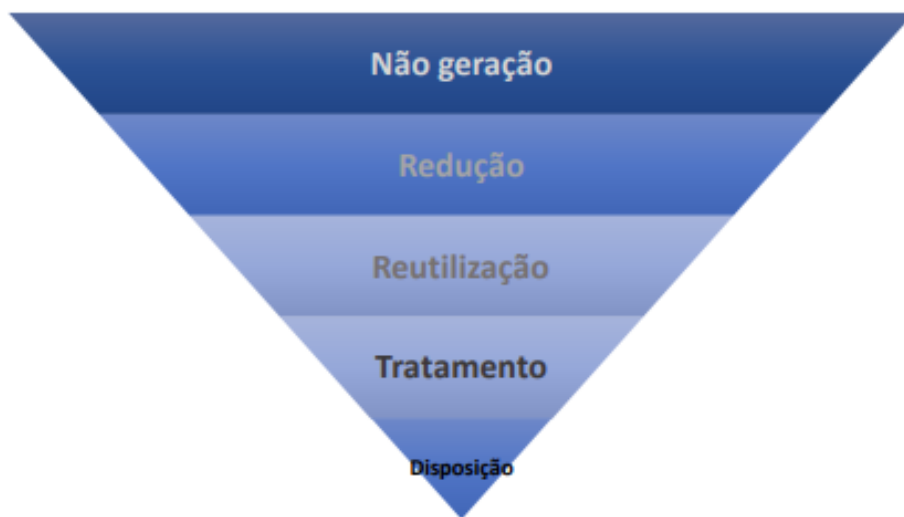 Não geração
Redução
Reutilização
Tratamento
Disposição